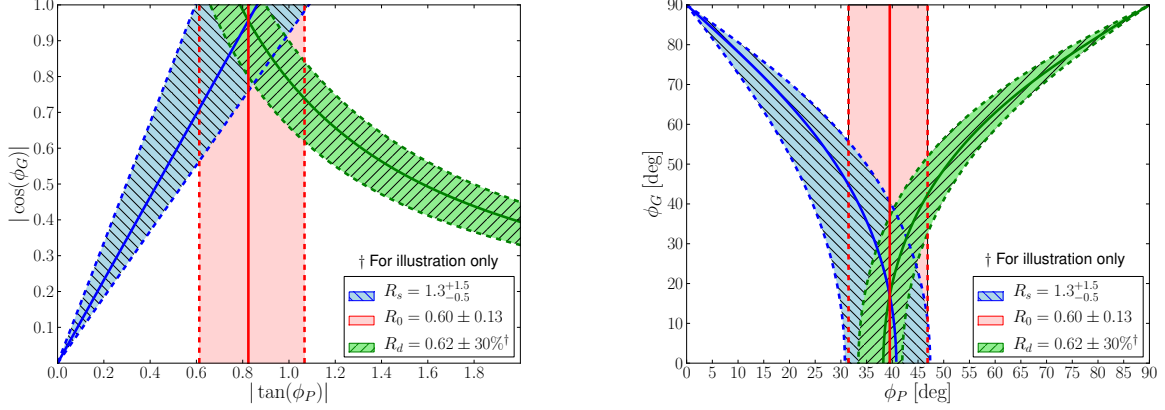 1.0
0.9
0.8
0.7
0.6
0.5
0.4
0.3
0.2
0.1
|cos(ϕ_G)|
0.0 0.2 0.4 0.6 0.8 1.0 1.2 1.4 1.6 1.8
|tan(ϕ_P)|
† For illustration only
R_s = 1.3^{+1.5}_{-0.5}
R_0 = 0.60 ± 0.13
R_d = 0.62 ± 30%^†
90
80
70
60
50
40
30
20
10
0
ϕ_G [deg]
0 5 10 15 20 25 30 35 40 45 50 55 60 65 70 75 80 85 90
ϕ_P [deg]
† For illustration only
R_s = 1.3^{+1.5}_{-0.5}
R_0 = 0.60 ± 0.13
R_d = 0.62 ± 30%^†